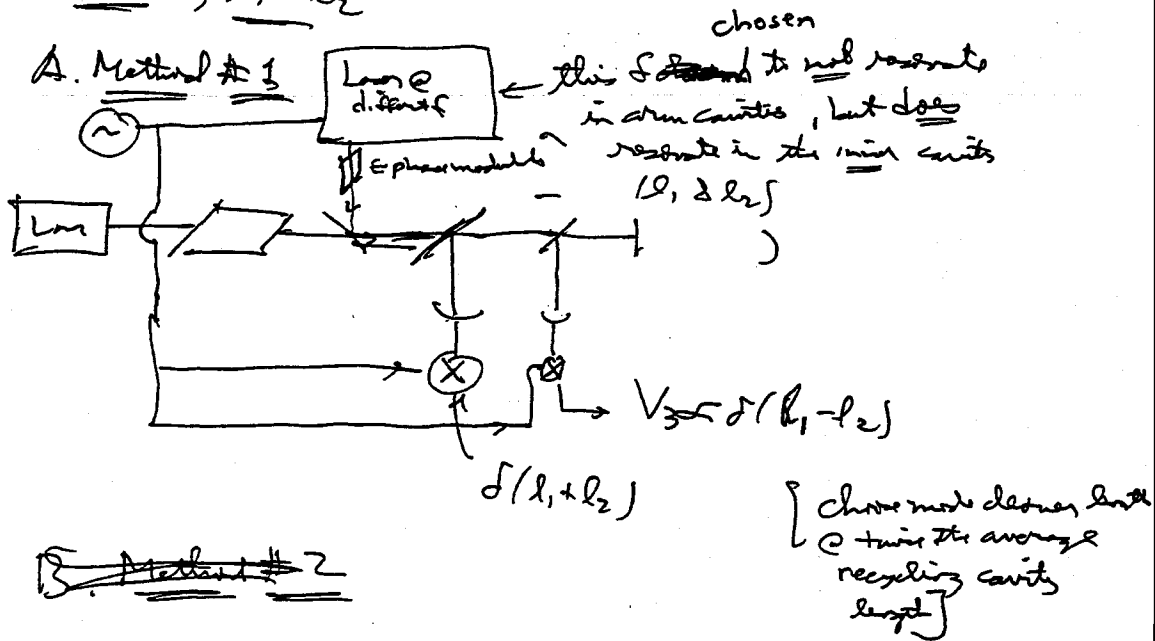 A. Method # 1
Laser @
different f
chosen
← this f to not resonate
in arm cavities, but does
resonate in the inner cavity
(l1 & l2)
← phase modulator
~
Laser
V3 ∝ δ(l1-l2)
δ(l1+l2)
[choose mode cleaner length
@ twice the average
recycling cavity
length]
B. Method # 2